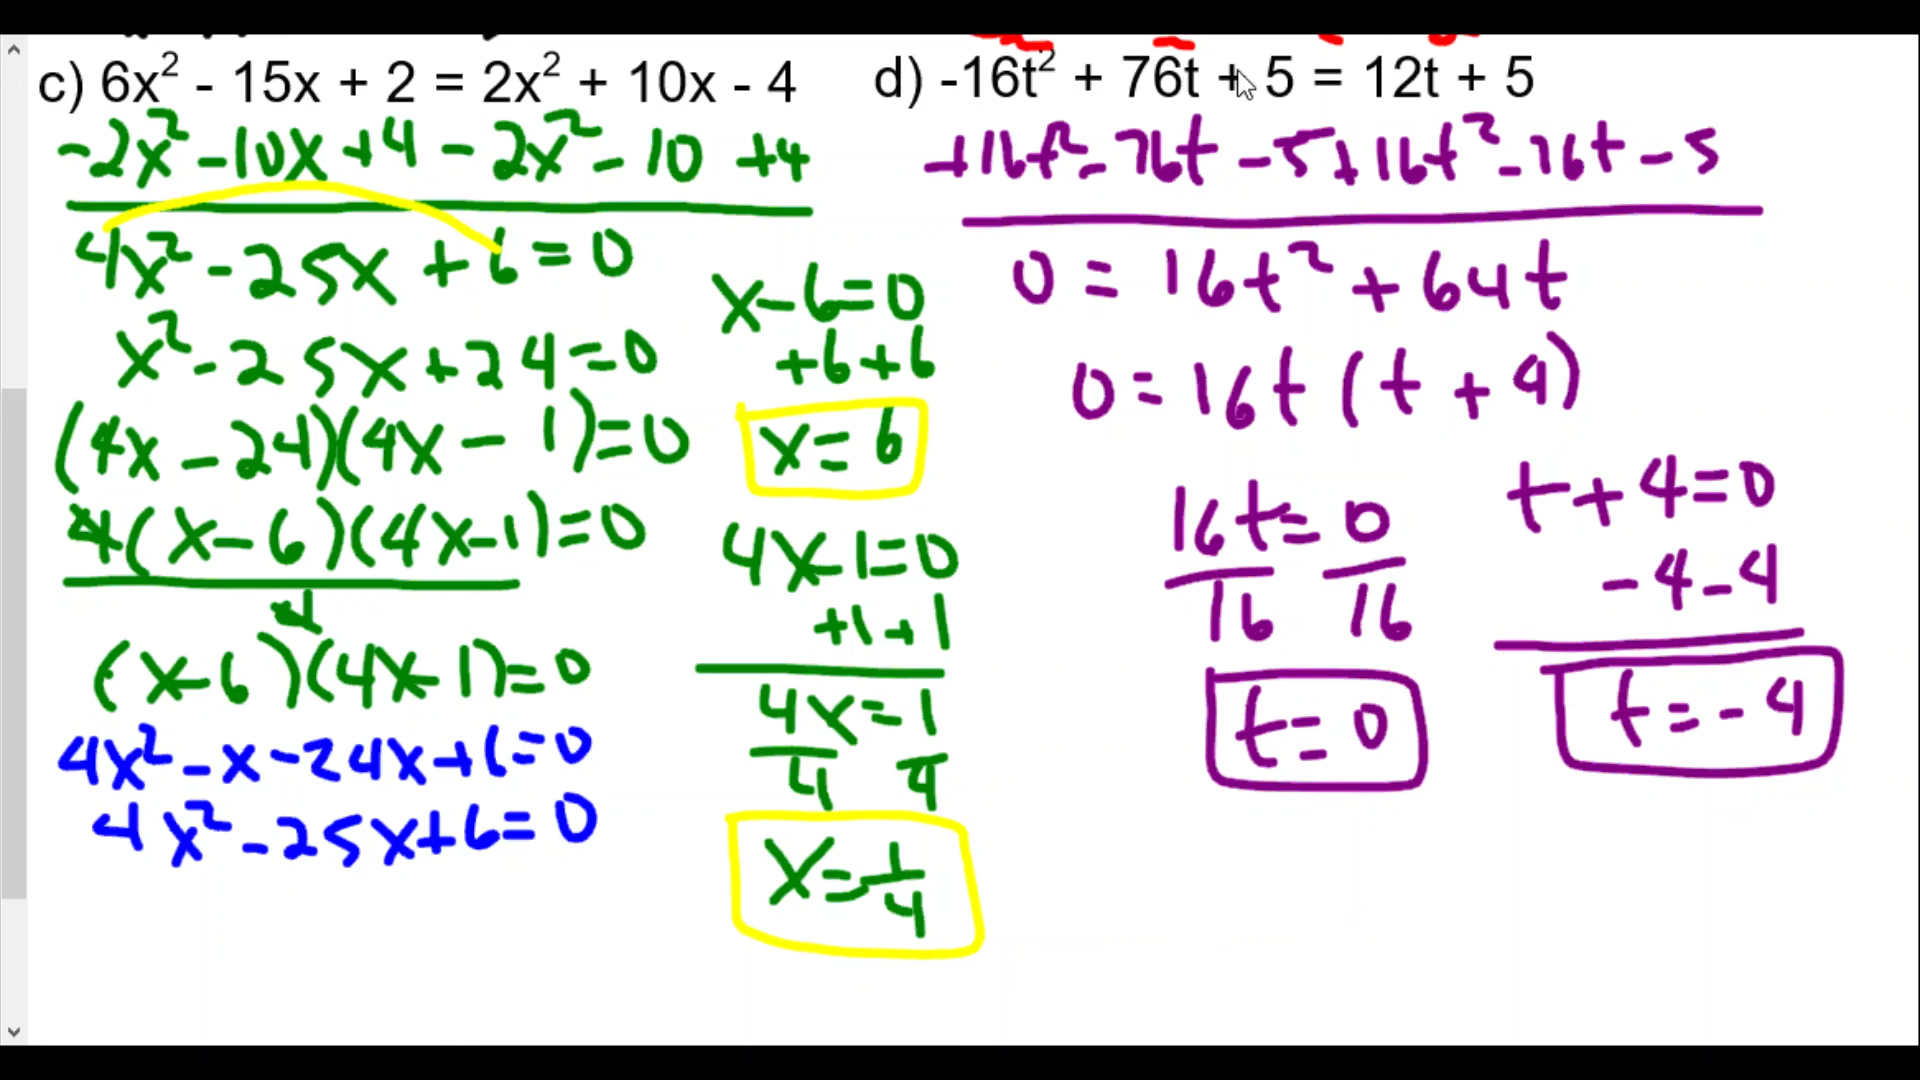 c) 6x² - 15x + 2 = 2x² + 10x - 4
-2x² -10x +4 - 2x² - 10 +4
4x² - 25x + 6 = 0
x² - 25x + 24 = 0
(4x - 24)(4x - 1) = 0
4(x - 6)(4x - 1) = 0
4
(x - 6)(4x - 1) = 0
4x² - x - 24x + 6 = 0
4x² - 25x + 6 = 0
x - 6 = 0
+6 +6
x = 6
4x - 1 = 0
+1 +1
4x = 1
4 4
x = 1/4
d) -16t² + 76t + 5 = 12t + 5
+16t² - 76t - 5 +16t² - 76t - 5
0 = 16t² + 64t
0 = 16t (t + 4)
16t = 0
16 16
t = 0
t + 4 = 0
-4 -4
t = -4